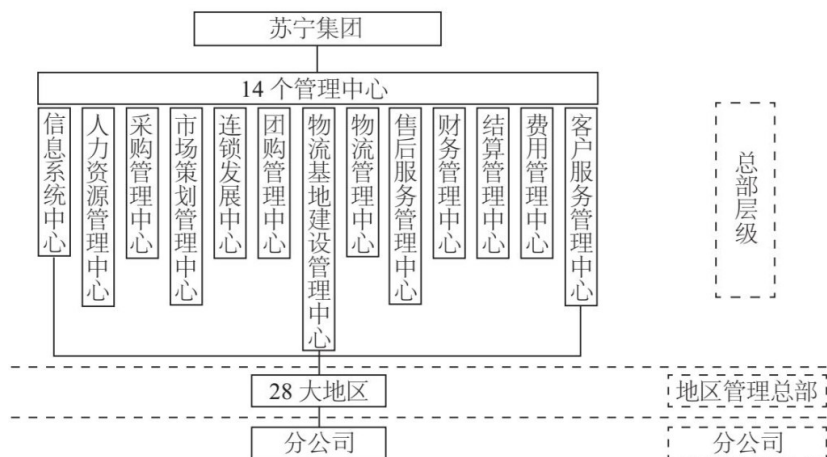 苏宁集团
14 个管理中心
信息系统中心
人力资源管理中心
采购管理中心
市场策划管理中心
连锁发展中心
团购管理中心
物流基地建设管理中心
物流管理中心
售后服务管理中心
财务管理中心
结算管理中心
费用管理中心
客户服务管理中心
总部层级
28 大地区
地区管理总部
分公司
分公司